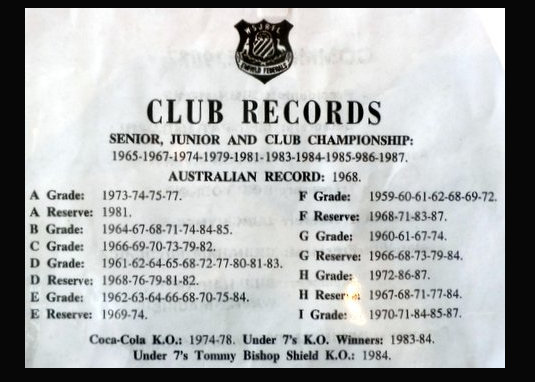 S.J.R.L.
ENFIELD FEDERALS
CLUB RECORDS
SENIOR, JUNIOR AND CLUB CHAMPIONSHIP:
1965-1967-1974-1979-1981-1983-1984-1985-986-1987.
AUSTRALIAN RECORD: 1968.
A Grade: 1973-74-75-77.
A Reserve: 1981.
B Grade: 1964-67-68-71-74-84-85.
C Grade: 1966-69-70-73-79-82.
D Grade: 1961-62-64-65-68-72-77-80-81-83.
D Reserve: 1968-76-79-81-82.
E Grade: 1962-63-64-66-68-70-75-84.
E Reserve: 1969-74.
F Grade: 1959-60-61-62-68-69-72.
F Reserve: 1968-71-83-87.
G Grade: 1960-61-67-74.
G Reserve: 1966-68-73-79-84.
H Grade: 1972-86-87.
H Reserve: 1967-68-71-77-84.
I Grade: 1970-71-84-85-87.
Coca-Cola K.O.: 1974-78. Under 7's K.O. Winners: 1983-84.
Under 7's Tommy Bishop Shield K.O.: 1984.